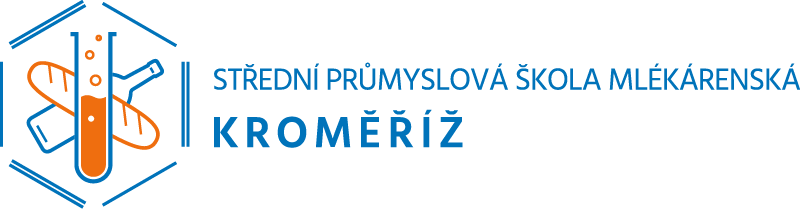 STŘEDNÍ PRŮMYSLOVÁ ŠKOLA MLÉKÁRENSKÁ
KROMĚŘÍŽ